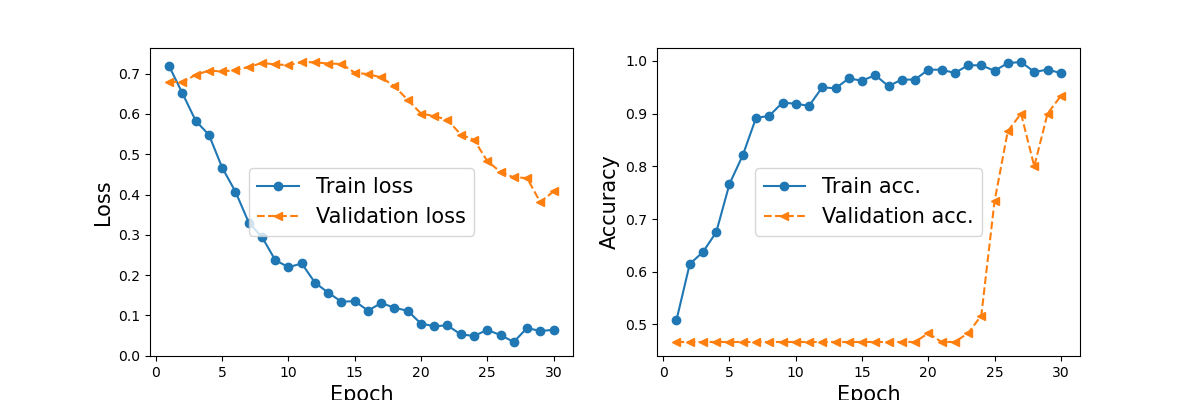 0.7
0.6
0.5
0.4
0.3
0.2
0.1
0.0
Loss
Train loss
Validation loss
0 5 10 15 20 25 30
Epoch
1.0
0.9
0.8
0.7
0.6
0.5
Accuracy
Train acc.
Validation acc.
0 5 10 15 20 25 30
Epoch